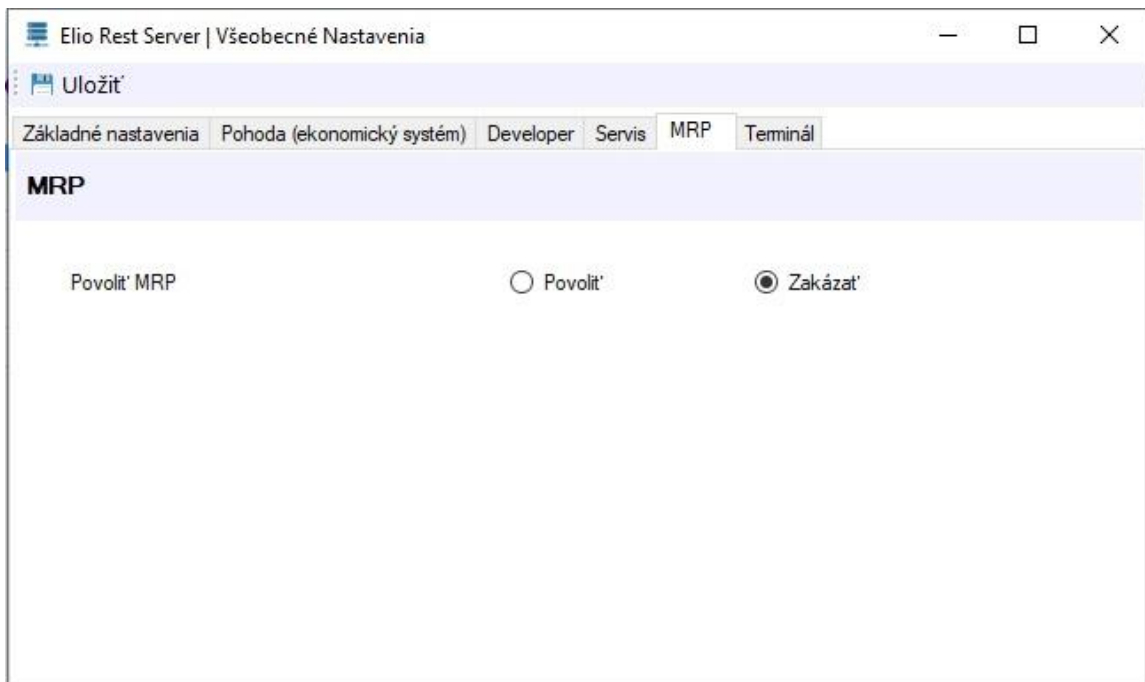 Elio Rest Server | Všeobecné Nastavenia
Uložiť
Základné nastavenia Pohoda (ekonomický systém) Developer Servis MRP Terminál
MRP
Povoliť MRP Povoliť Zakázať